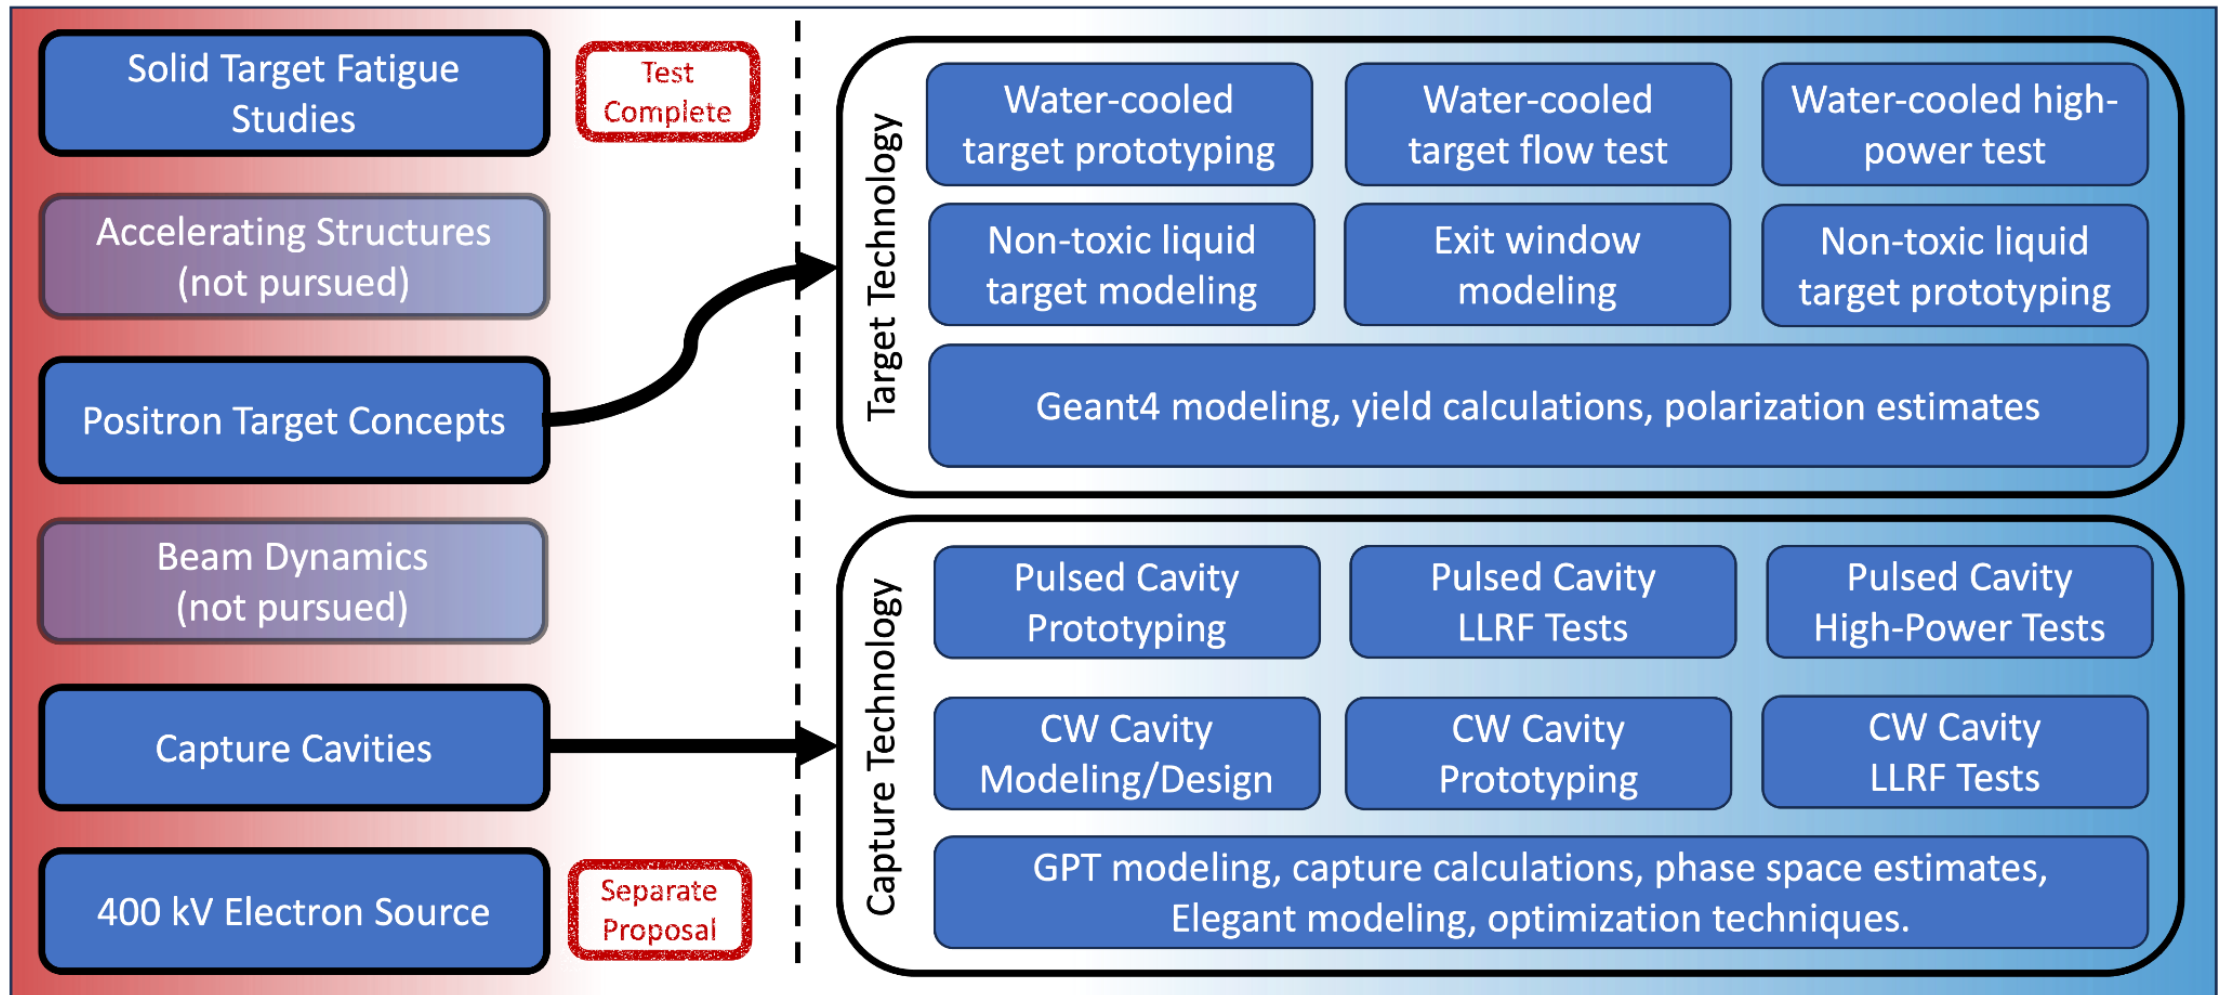 Solid Target Fatigue
Studies
Test
Complete
Accelerating Structures
(not pursued)
Positron Target Concepts
Beam Dynamics
(not pursued)
Capture Cavities
400 kV Electron Source
Separate
Proposal
Target Technology
Water-cooled
target prototyping
Water-cooled
target flow test
Water-cooled high-
power test
Non-toxic liquid
target modeling
Exit window
modeling
Non-toxic liquid
target prototyping
Geant4 modeling, yield calculations, polarization estimates
Capture Technology
Pulsed Cavity
Prototyping
Pulsed Cavity
LLRF Tests
Pulsed Cavity
High-Power Tests
CW Cavity
Modeling/Design
CW Cavity
Prototyping
CW Cavity
LLRF Tests
GPT modeling, capture calculations, phase space estimates,
Elegant modeling, optimization techniques.